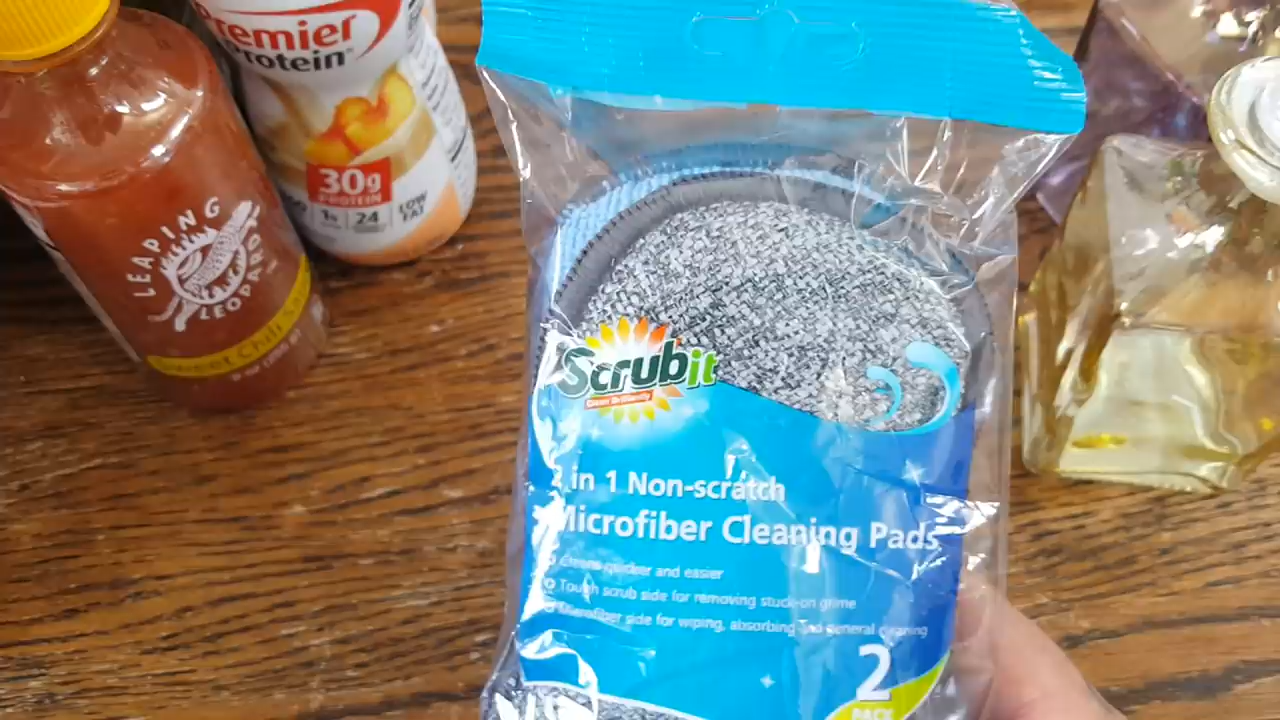 Premier
Protein
30g
PROTEIN
1g
24
LOW
FAT
LEAPING
LEOPARD
Sweet Chili
Scrubit
Clean Brilliantly
in 1 Non-scratch
Microfiber Cleaning Pads
Cleans quicker and easier
Tough scrub side for removing stuck-on grime
Microfiber side for wiping, absorbing and general cleaning
2
PACK